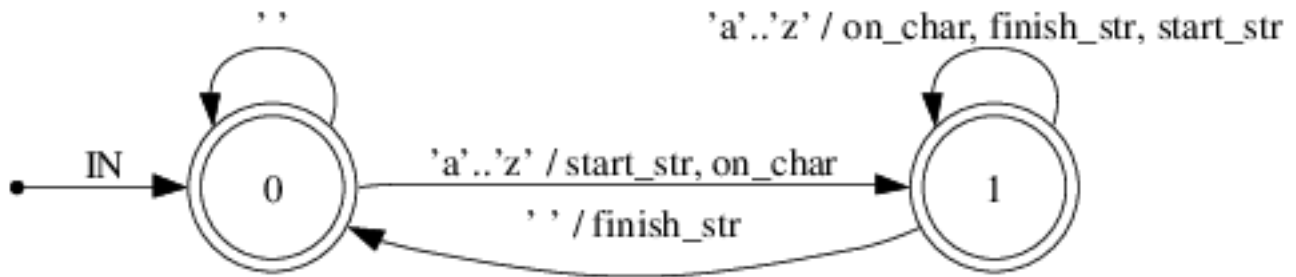 ' '
'a'..'z' / on_char, finish_str, start_str
IN
0
'a'..'z' / start_str, on_char
1
' ' / finish_str